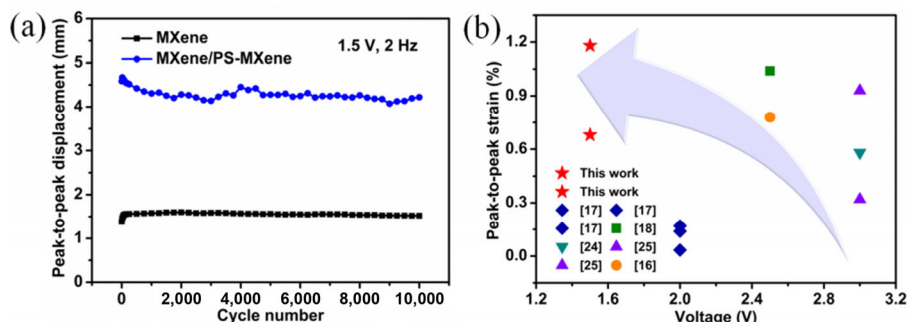 (a)
Peak-to-peak displacement (mm)
6
5
4
3
2
1
0
MXene
MXene/PS-MXene
1.5 V, 2 Hz
0 2,000 4,000 6,000 8,000 10,000
Cycle number
(b)
Peak-to-peak strain (%)
1.2
0.9
0.6
0.3
0.0
This work
This work
[17] [17]
[17] [18]
[24] [25]
[25] [16]
1.2 1.6 2.0 2.4 2.8 3.2
Voltage (V)